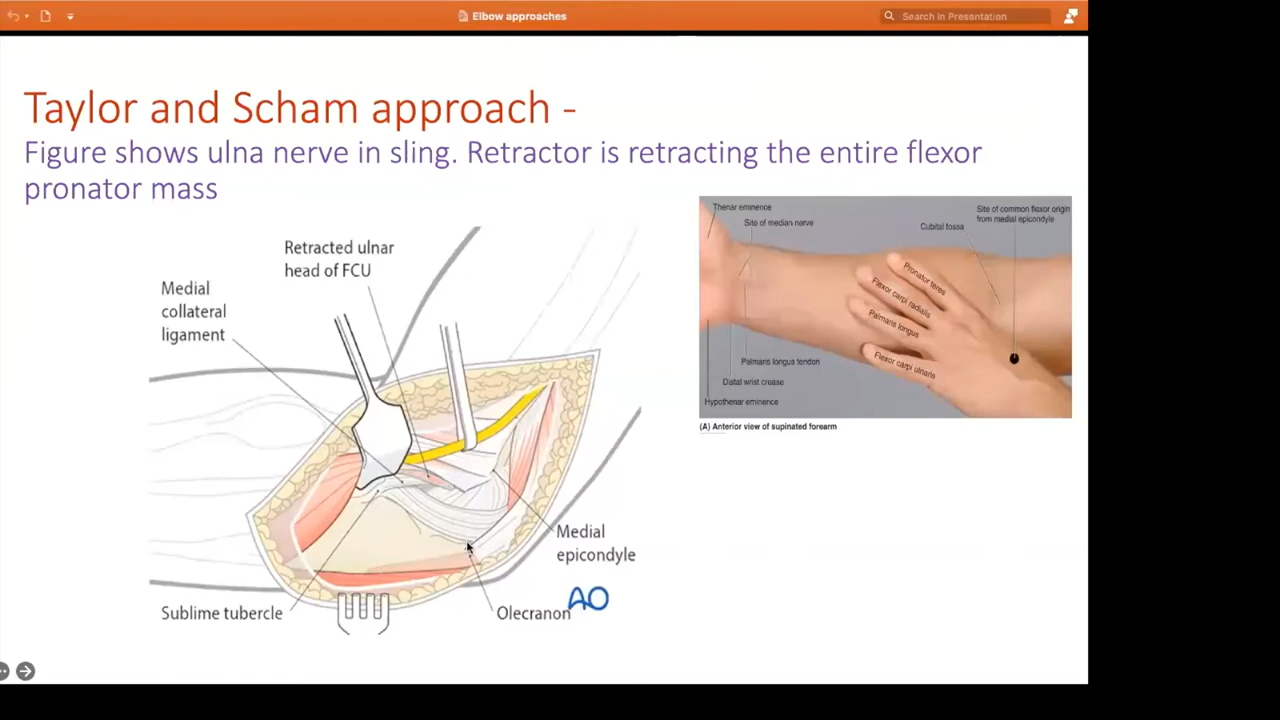 Elbow approaches
Search in Presentation
Taylor and Scham approach -
Figure shows ulna nerve in sling. Retractor is retracting the entire flexor
pronator mass
Retracted ulnar
head of FCU
Medial
collateral
ligament
Medial
epicondyle
Sublime tubercle
Olecranon
AO
Thenar eminence
Site of median nerve
Site of common flexor origin
from medial epicondyle
Cubital fossa
Pronator teres
Flexor carpi radialis
Palmaris longus
Flexor carpi ulnaris
Palmaris longus tendon
Distal wrist crease
Hypothenar eminence
(A) Anterior view of supinated forearm